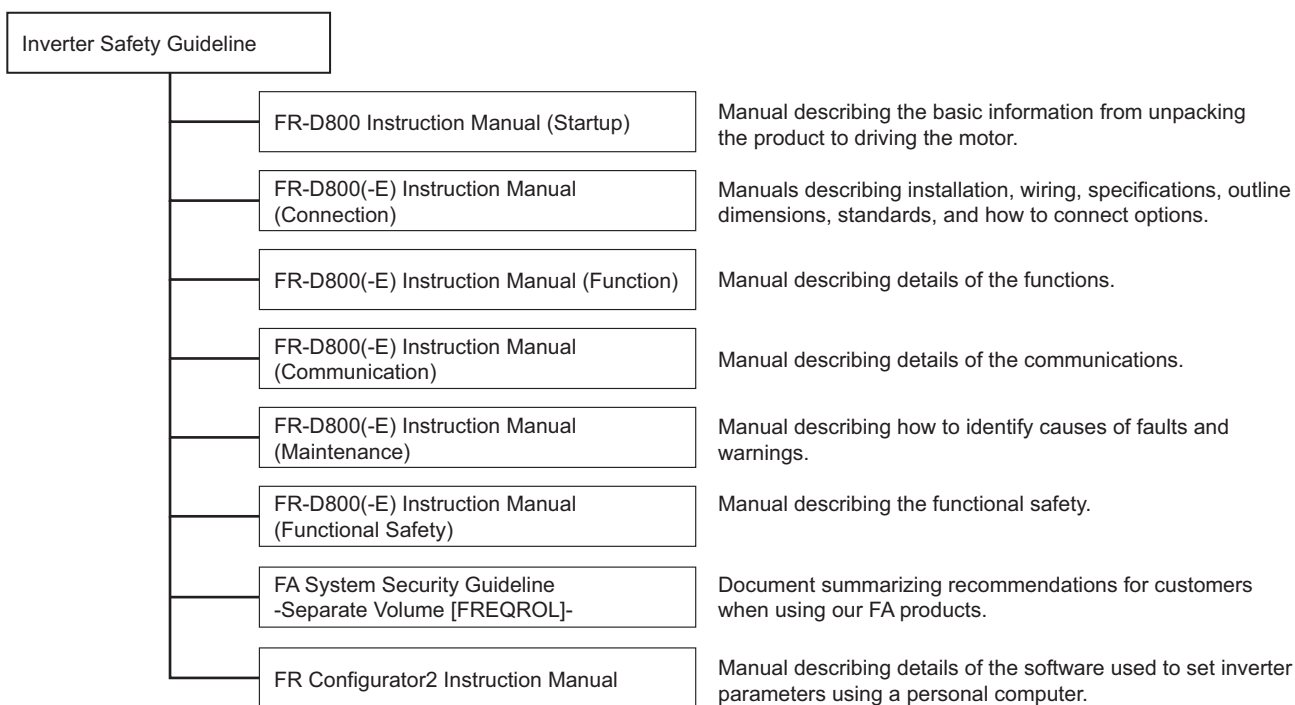 Inverter Safety Guideline
FR-D800 Instruction Manual (Startup)
Manual describing the basic information from unpacking
the product to driving the motor.
FR-D800(-E) Instruction Manual
(Connection)
Manuals describing installation, wiring, specifications, outline
dimensions, standards, and how to connect options.
FR-D800(-E) Instruction Manual (Function)
Manual describing details of the functions.
FR-D800(-E) Instruction Manual
(Communication)
Manual describing details of the communications.
FR-D800(-E) Instruction Manual
(Maintenance)
Manual describing how to identify causes of faults and
warnings.
FR-D800(-E) Instruction Manual
(Functional Safety)
Manual describing the functional safety.
FA System Security Guideline
-Separate Volume [FREQROL]-
Document summarizing recommendations for customers
when using our FA products.
FR Configurator2 Instruction Manual
Manual describing details of the software used to set inverter
parameters using a personal computer.